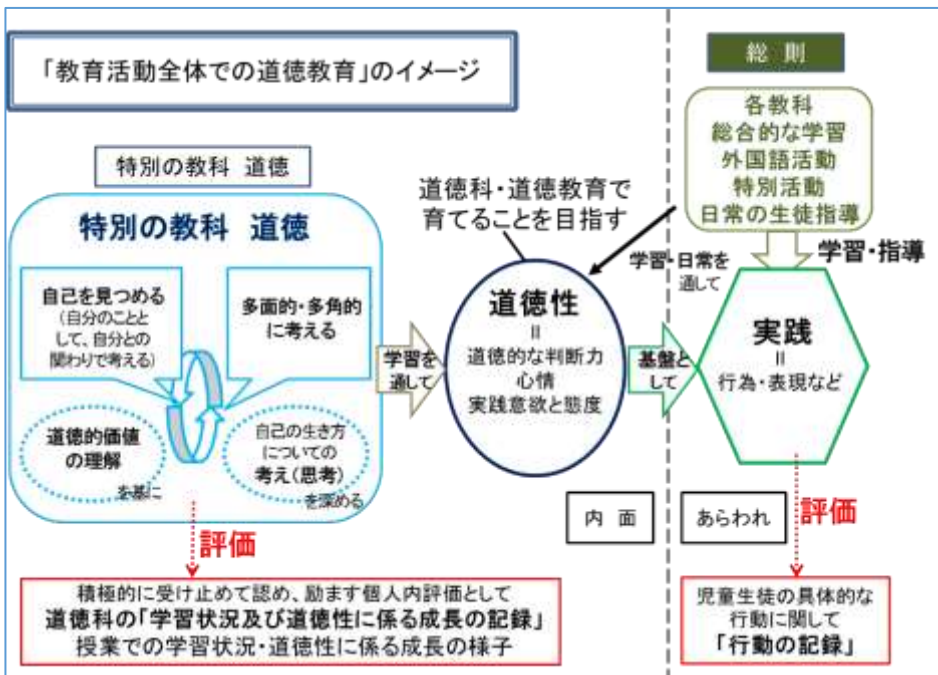 「教育活動全体での道徳教育」のイメージ
総 則
各教科
総合的な学習
外国語活動
特別活動
日常の生徒指導
特別の教科 道徳
特別の教科 道徳
自己を見つめる
(自分のことと
して、自分との
関わりで考える)
多面的・多角的
に考える
道徳的価値
の理解
を基に
自己の生き方
についての
考え(思考)
を深める
学習を
通して
道徳科・道徳教育で
育てることを目指す
道徳性
=
道徳的な判断力
心情
実践意欲と態度
学習・日常を
通して
学習・指導
基盤と
して
実践
=
行為・表現など
内 面
あらわれ
評価
評価
積極的に受け止めて認め、励ます個人内評価として
道徳科の「学習状況及び道徳性に係る成長の記録」
授業での学習状況・道徳性に係る成長の様子
児童生徒の具体的な
行動に関して
「行動の記録」